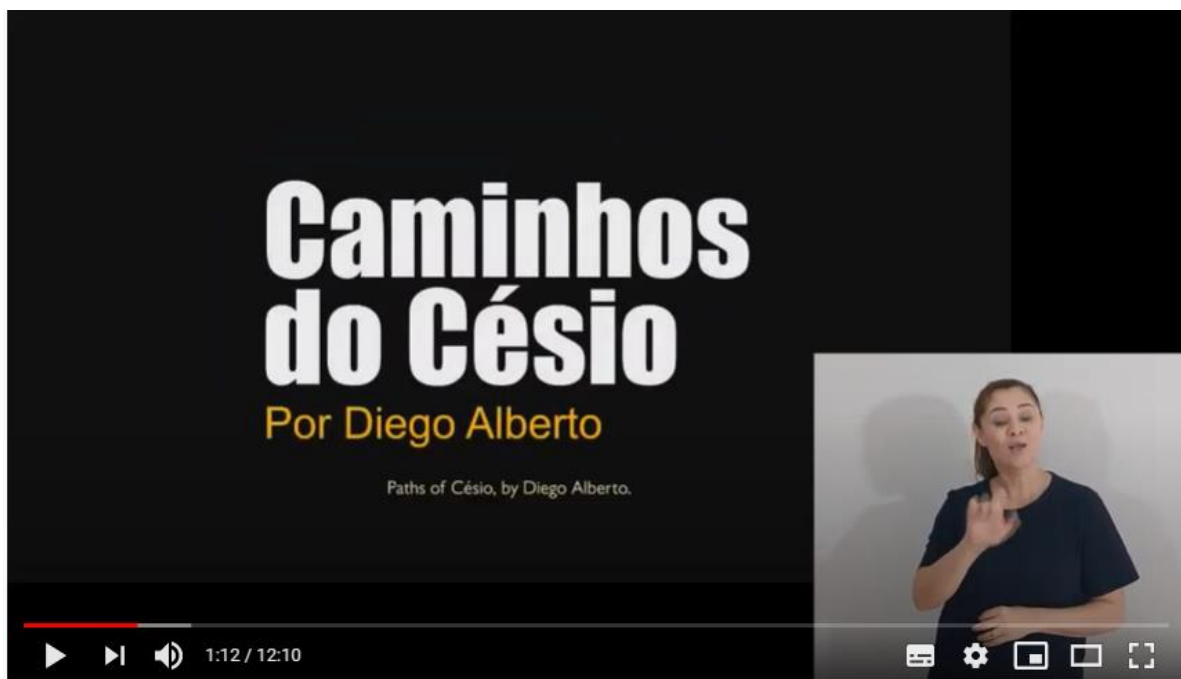 Caminhos
do Césio
Por Diego Alberto
Paths of Césio, by Diego Alberto.
1:12 / 12:10